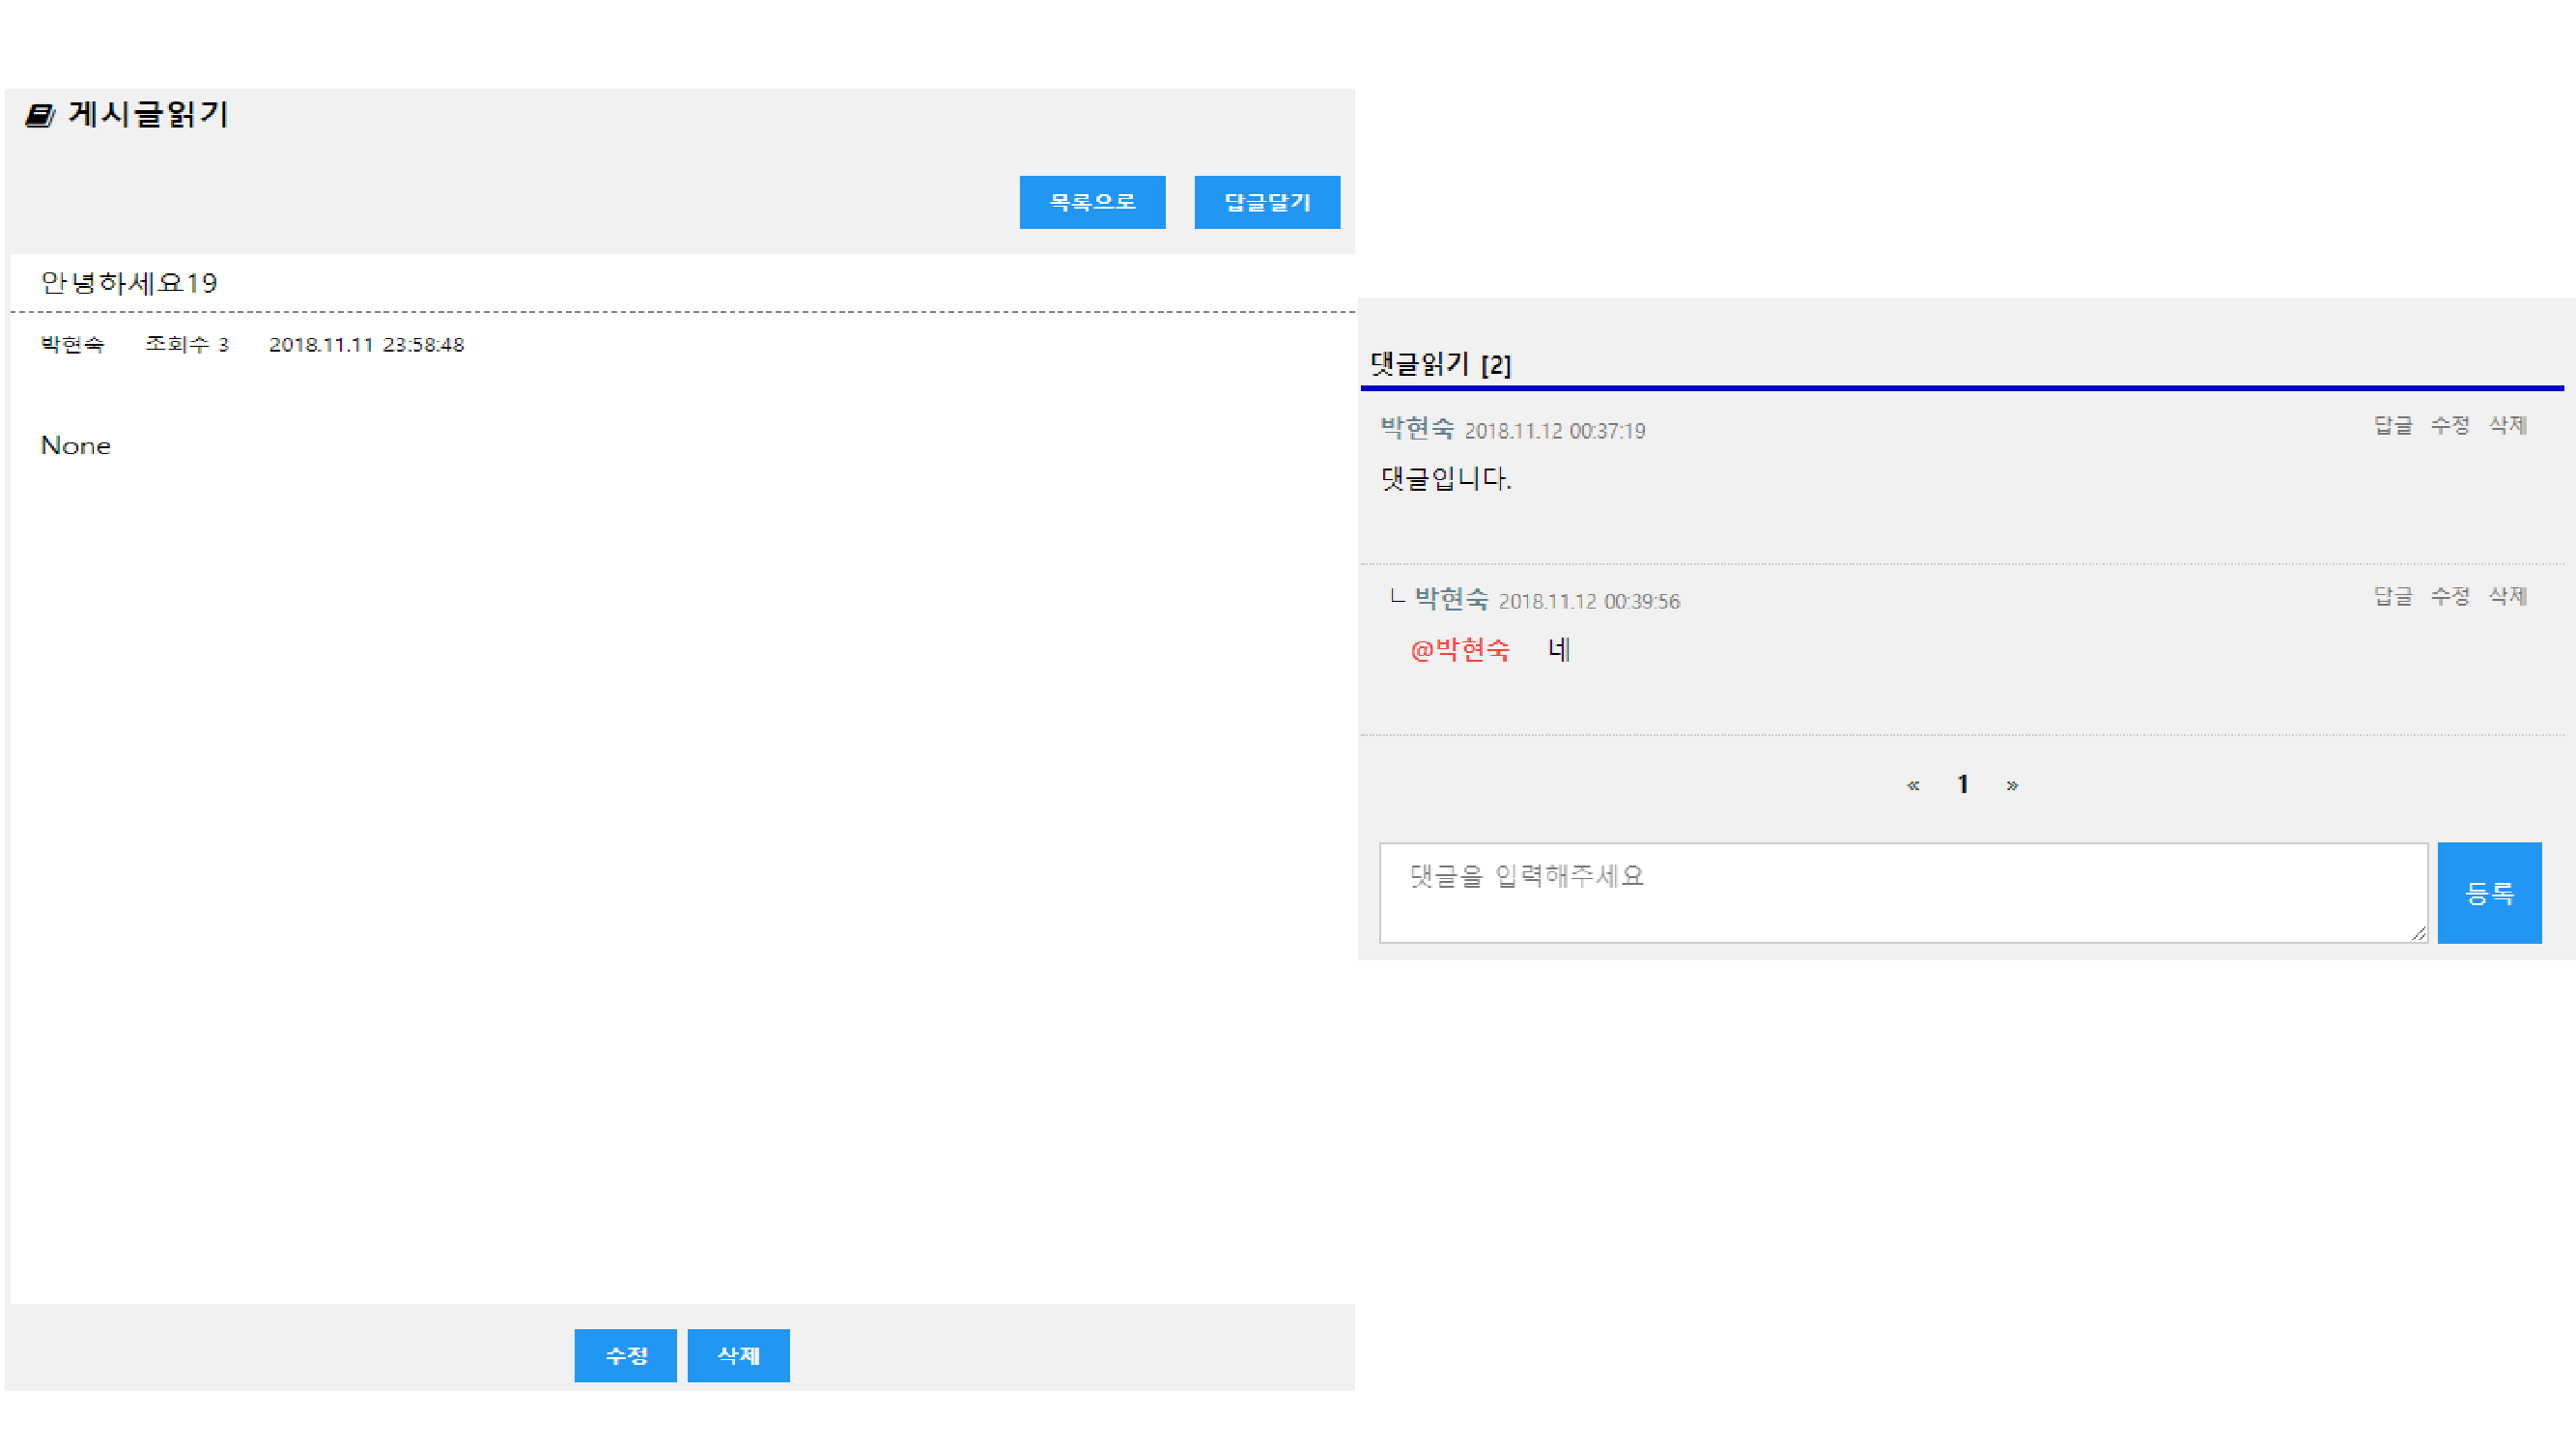 게시글읽기
목록으로 답글달기
안녕하세요19
박현숙 조회수 3 2018.11.11 23:58:48
None
수정 삭제
댓글읽기 [2]
박현숙 2018.11.12 00:37:19 답글 수정 삭제
댓글입니다.
ㄴ 박현숙 2018.11.12 00:39:56 답글 수정 삭제
@박현숙 네
« 1 »
댓글을 입력해주세요
등록